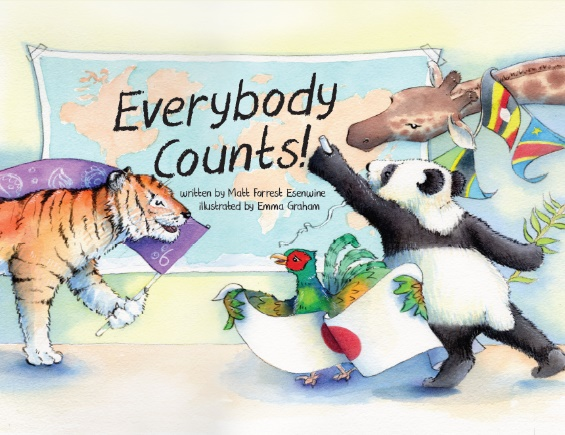 Everybody
Counts!
written by Matt Forrest Esenwine
illustrated by Emma Graham